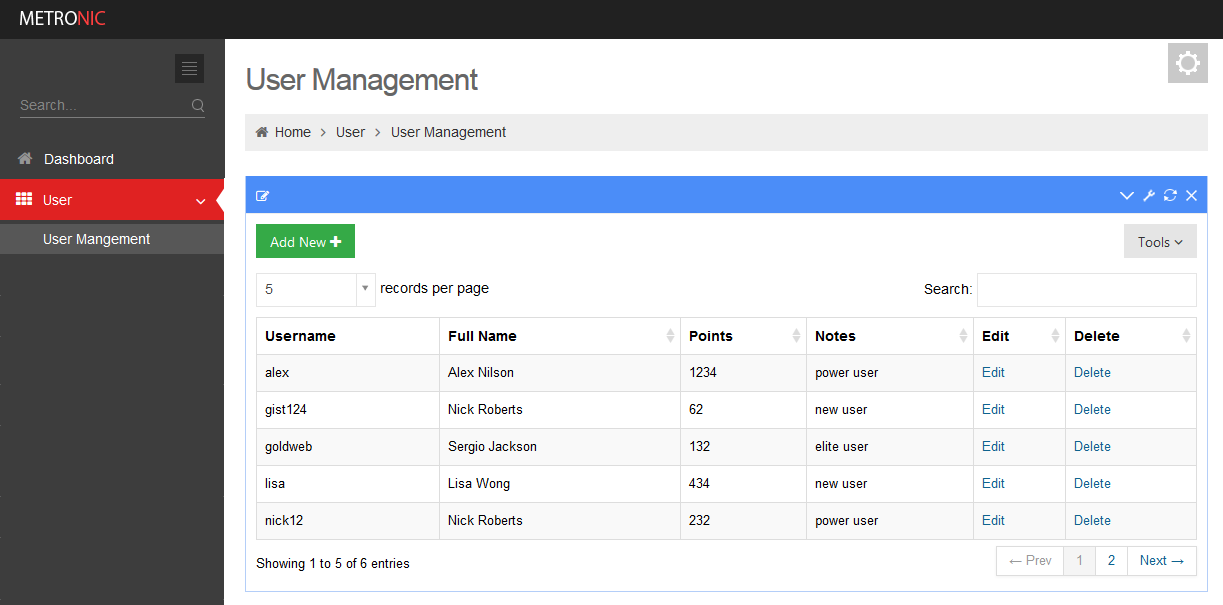 METRONIC
Search...
Dashboard
User
User Mangement
User Management
Home > User > User Management
Add New
Tools
5 records per page
Search:
Username Full Name Points Notes Edit Delete
alex Alex Nilson 1234 power user Edit Delete
gist124 Nick Roberts 62 new user Edit Delete
goldweb Sergio Jackson 132 elite user Edit Delete
lisa Lisa Wong 434 new user Edit Delete
nick12 Nick Roberts 232 power user Edit Delete
Showing 1 to 5 of 6 entries
← Prev 1 2 Next →